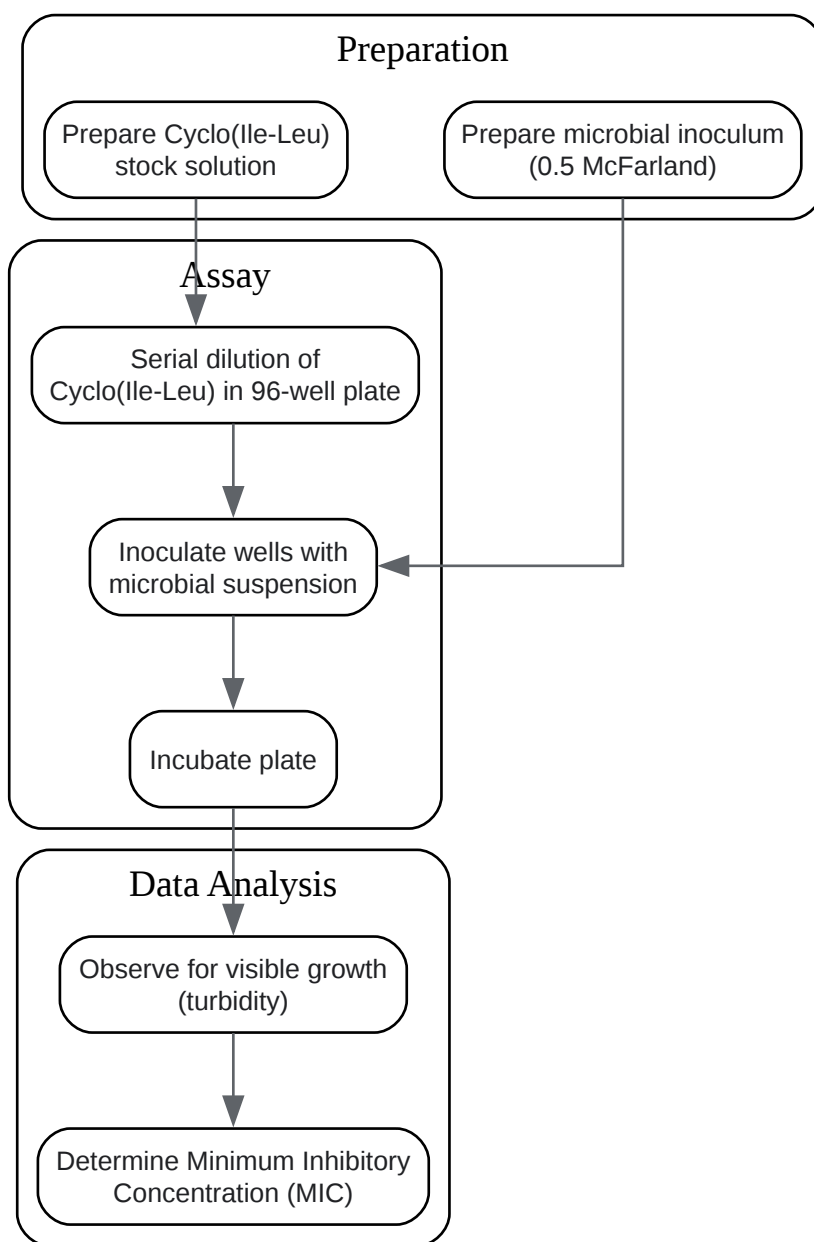 Preparation
Prepare Cyclo(Ile-Leu)
stock solution
Prepare microbial inoculum
(0.5 McFarland)
Assay
Serial dilution of
Cyclo(Ile-Leu) in 96-well plate
Inoculate wells with
microbial suspension
Incubate plate
Data Analysis
Observe for visible growth
(turbidity)
Determine Minimum Inhibitory
Concentration (MIC)